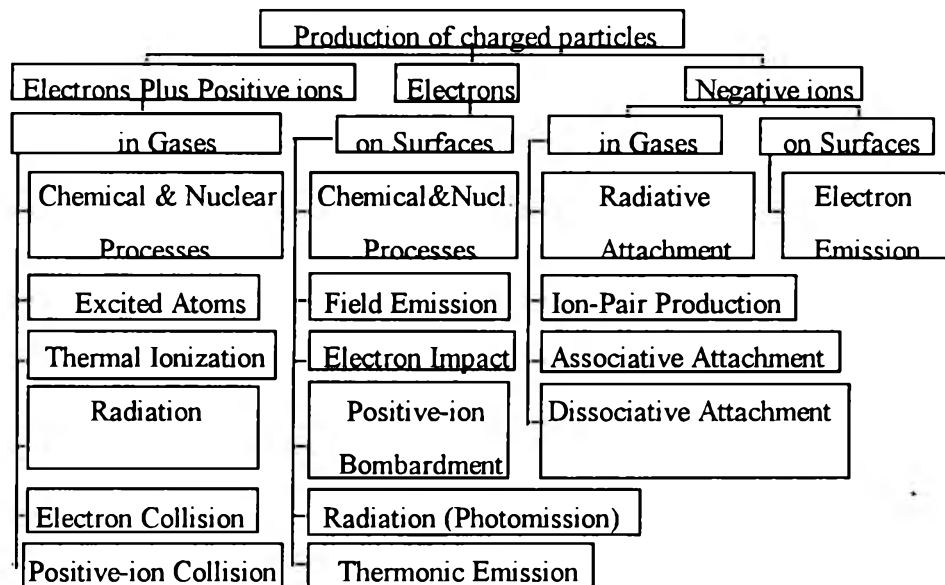 Production of charged particles
Electrons Plus Positive ions
Electrons
Negative ions
in Gases
on Surfaces
in Gases
on Surfaces
Chemical & Nuclear
Processes
Excited Atoms
Thermal Ionization
Radiation
Electron Collision
Positive-ion Collision
Chemical&Nucl.
Processes
Field Emission
Electron Impact
Positive-ion
Bombardment
Radiation (Photomission)
Thermonic Emission
Radiative
Attachment
Ion-Pair Production
Associative Attachment
Dissociative Attachment
Electron
Emission